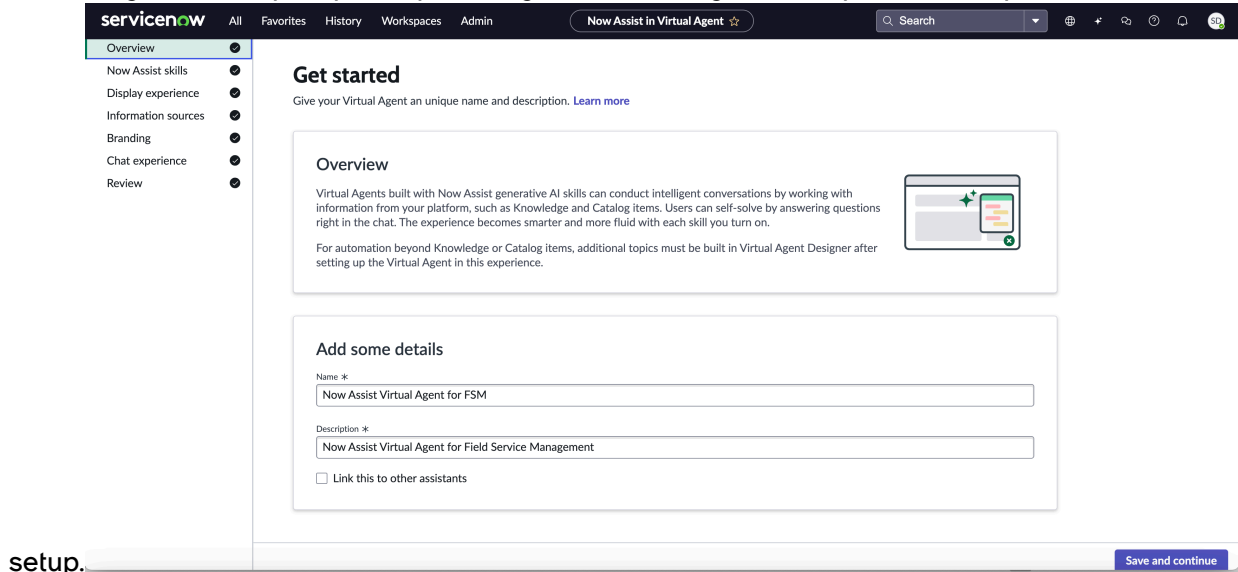 servicenow All Favorites History Workspaces Admin Now Assist in Virtual Agent ☆ Search SD
Overview
Now Assist skills
Display experience
Information sources
Branding
Chat experience
Review
Get started
Give your Virtual Agent an unique name and description. Learn more
Overview
Virtual Agents built with Now Assist generative AI skills can conduct intelligent conversations by working with
information from your platform, such as Knowledge and Catalog items. Users can self-solve by answering questions
right in the chat. The experience becomes smarter and more fluid with each skill you turn on.
For automation beyond Knowledge or Catalog items, additional topics must be built in Virtual Agent Designer after
setting up the Virtual Agent in this experience.
Add some details
Name *
Now Assist Virtual Agent for FSM
Description *
Now Assist Virtual Agent for Field Service Management
Link this to other assistants
Save and continue
setup.